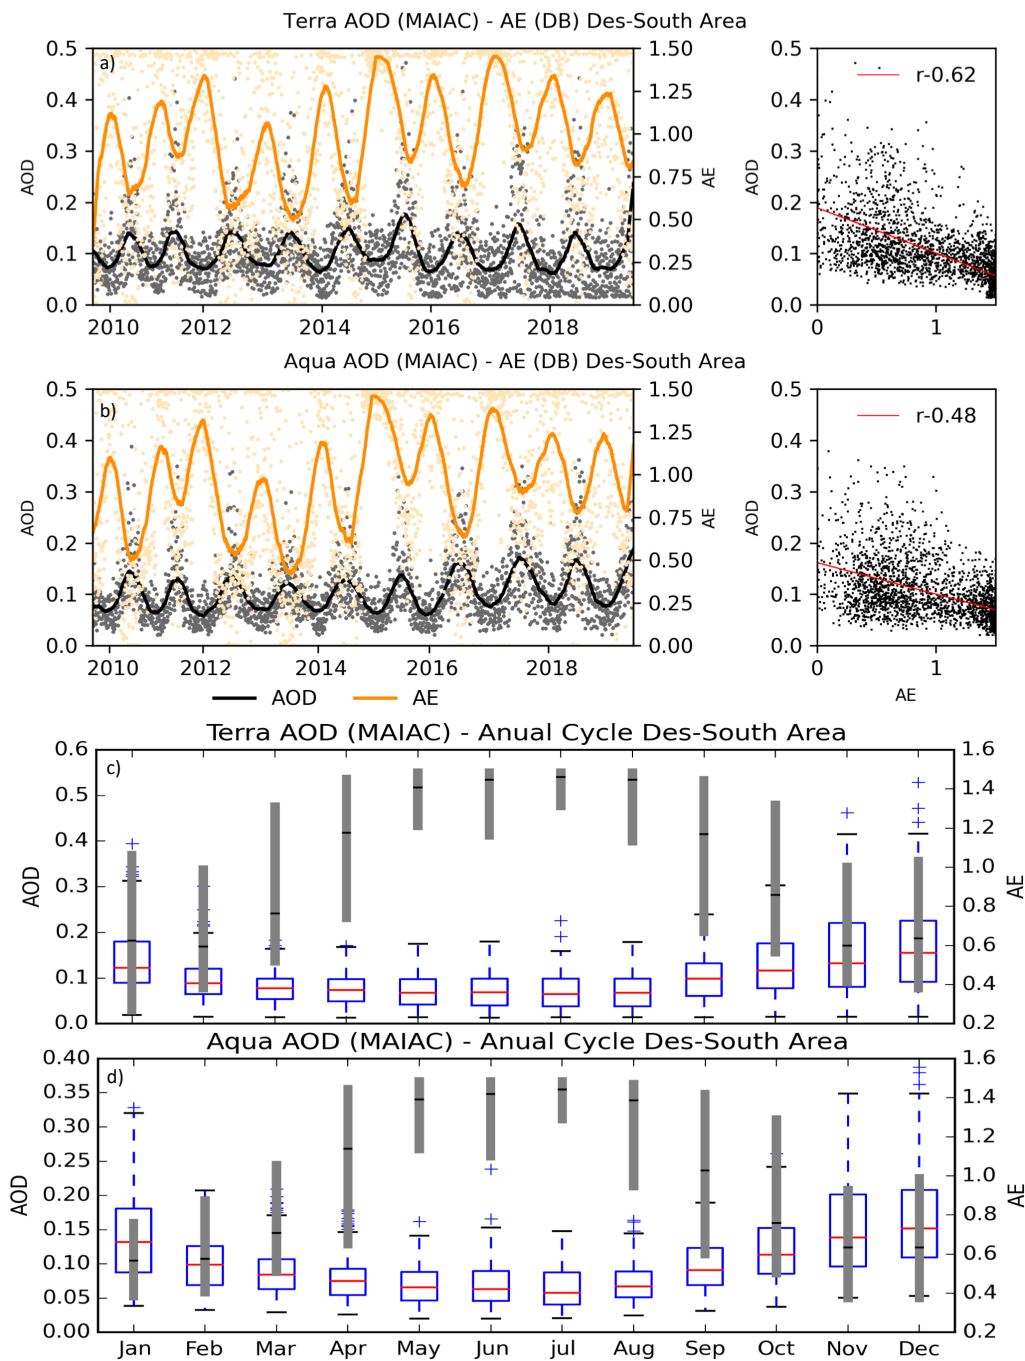 Terra AOD (MAIAC) - AE (DB) Des-South Area
a)
0.5
0.4
0.3
0.2
0.1
0.0
AOD
1.50
1.25
1.00
0.75
0.50
0.25
0.00
AE
2010 2012 2014 2016 2018
0.5
0.4
0.3
0.2
0.1
0.0
AOD
r-0.62
0 1
Aqua AOD (MAIAC) - AE (DB) Des-South Area
b)
0.5
0.4
0.3
0.2
0.1
0.0
AOD
1.50
1.25
1.00
0.75
0.50
0.25
0.00
AE
2010 2012 2014 2016 2018
AOD AE
0.5
0.4
0.3
0.2
0.1
0.0
AOD
r-0.48
0 1
AE
Terra AOD (MAIAC) - Anual Cycle Des-South Area
c)
0.6
0.5
0.4
0.3
0.2
0.1
0.0
AOD
1.6
1.4
1.2
1.0
0.8
0.6
0.4
0.2
AE
Aqua AOD (MAIAC) - Anual Cycle Des-South Area
d)
0.40
0.35
0.30
0.25
0.20
0.15
0.10
0.05
0.00
AOD
1.6
1.4
1.2
1.0
0.8
0.6
0.4
0.2
AE
Jan Feb Mar Apr May Jun jul Aug Sep Oct Nov Dec